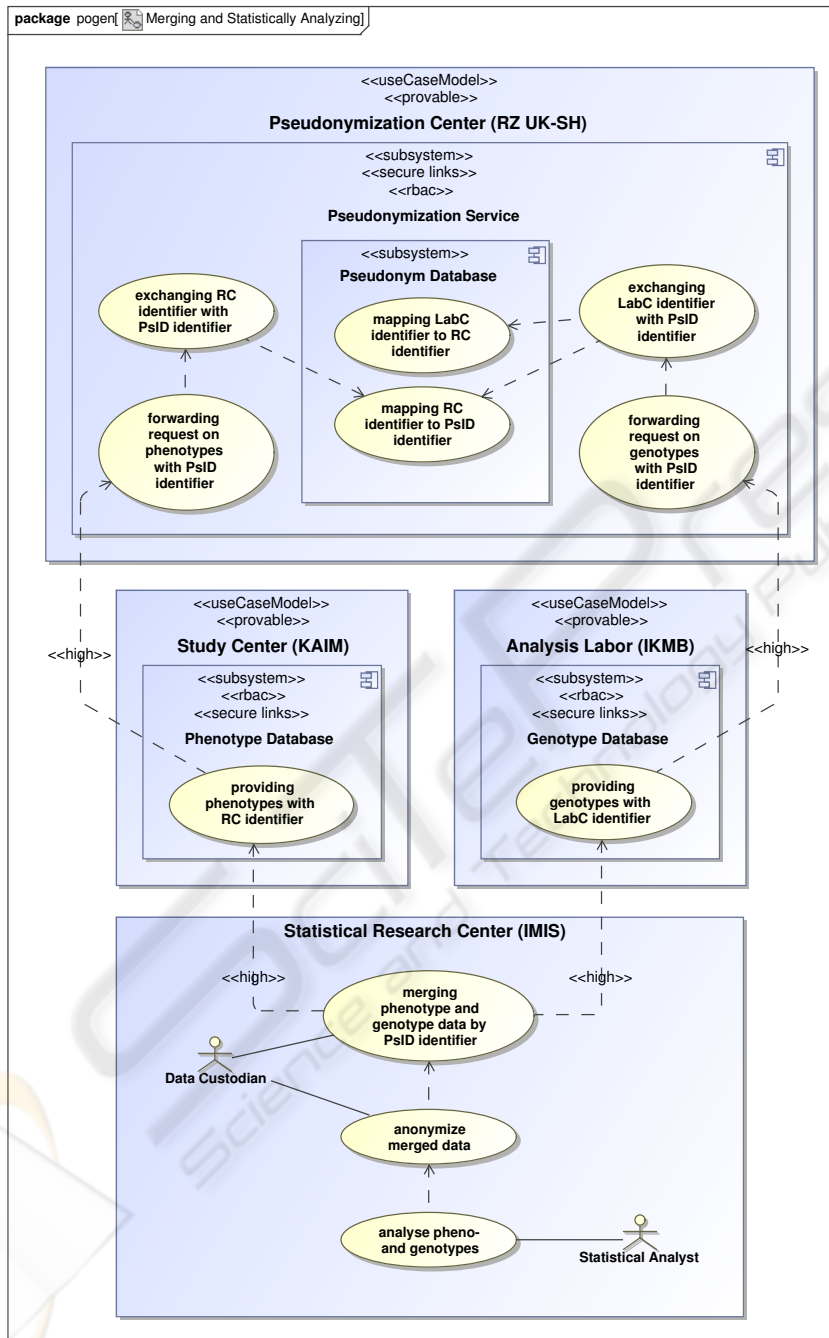 package pogen[ Merging and Statistically Analyzing]
<<useCaseModel>>
<<provable>>
Pseudonymization Center (RZ UK-SH)
<<subsystem>>
<<secure links>>
<<rbac>>
Pseudonymization Service
<<subsystem>>
Pseudonym Database
exchanging RC
identifier with
PsID identifier
mapping LabC
identifier to RC
identifier
exchanging
LabC identifier
with PsID
identifier
mapping RC
identifier to PsID
identifier
forwarding
request on
phenotypes
with PsID
identifier
forwarding
request on
genotypes
with PsID
identifier
<<high>>
<<high>>
<<useCaseModel>>
<<provable>>
Study Center (KAIM)
<<subsystem>>
<<rbac>>
<<secure links>>
Phenotype Database
providing
phenotypes with
RC identifier
<<useCaseModel>>
<<provable>>
Analysis Labor (IKMB)
<<subsystem>>
<<rbac>>
<<secure links>>
Genotype Database
providing
genotypes with
LabC identifier
Statistical Research Center (IMIS)
<<high>>
<<high>>
merging
phenotype and
genotype data by
PsID identifier
Data Custodian
anonymize
merged data
analyse pheno-
and genotypes
Statistical Analyst
Science and Technology